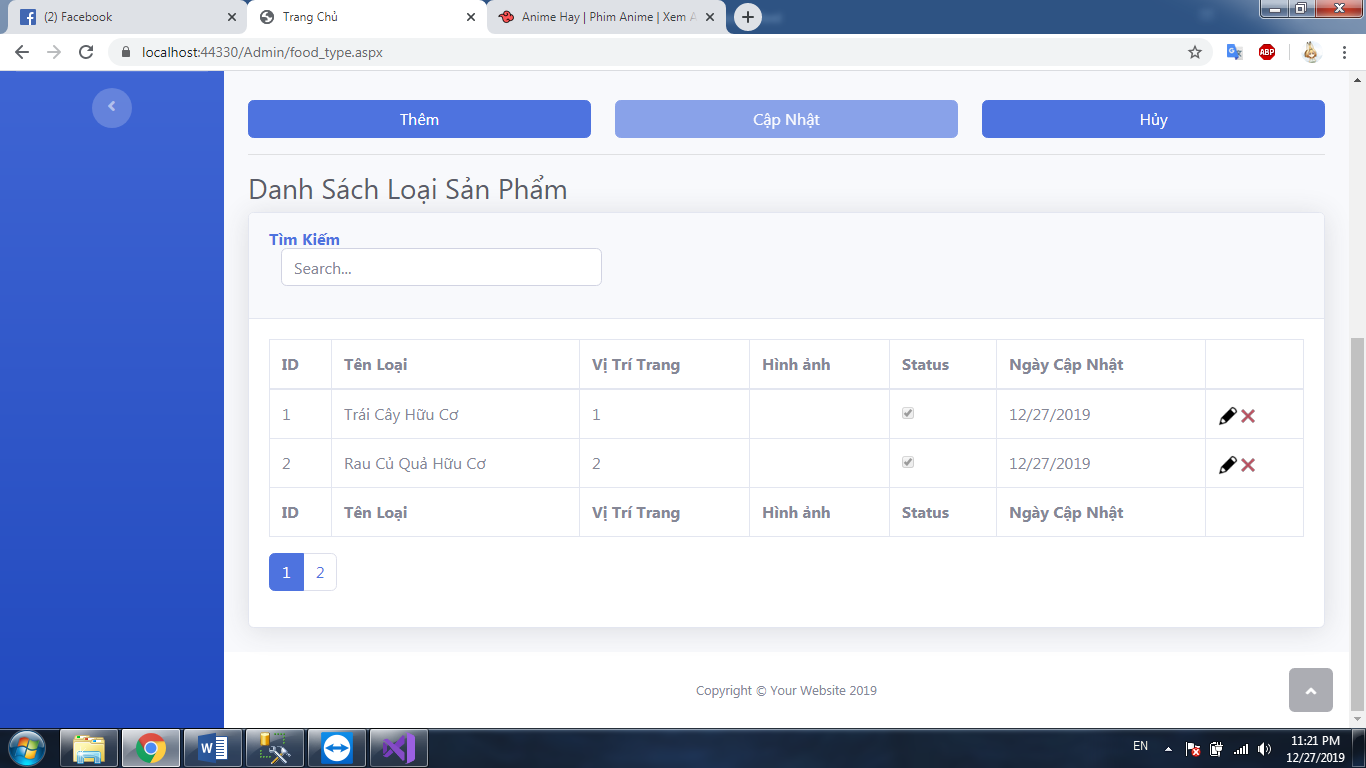 (2) Facebook
Trang Chủ
Anime Hay | Phim Anime | Xem A
localhost:44330/Admin/food_type.aspx
ABP
Thêm
Cập Nhật
Hủy
Danh Sách Loại Sản Phẩm
Tìm Kiếm
Search...
ID Tên Loại Vị Trí Trang Hình ảnh Status Ngày Cập Nhật
1 Trái Cây Hữu Cơ 1 12/27/2019
2 Rau Củ Quả Hữu Cơ 2 12/27/2019
ID Tên Loại Vị Trí Trang Hình ảnh Status Ngày Cập Nhật
1 2
Copyright © Your Website 2019
EN
11:21 PM
12/27/2019